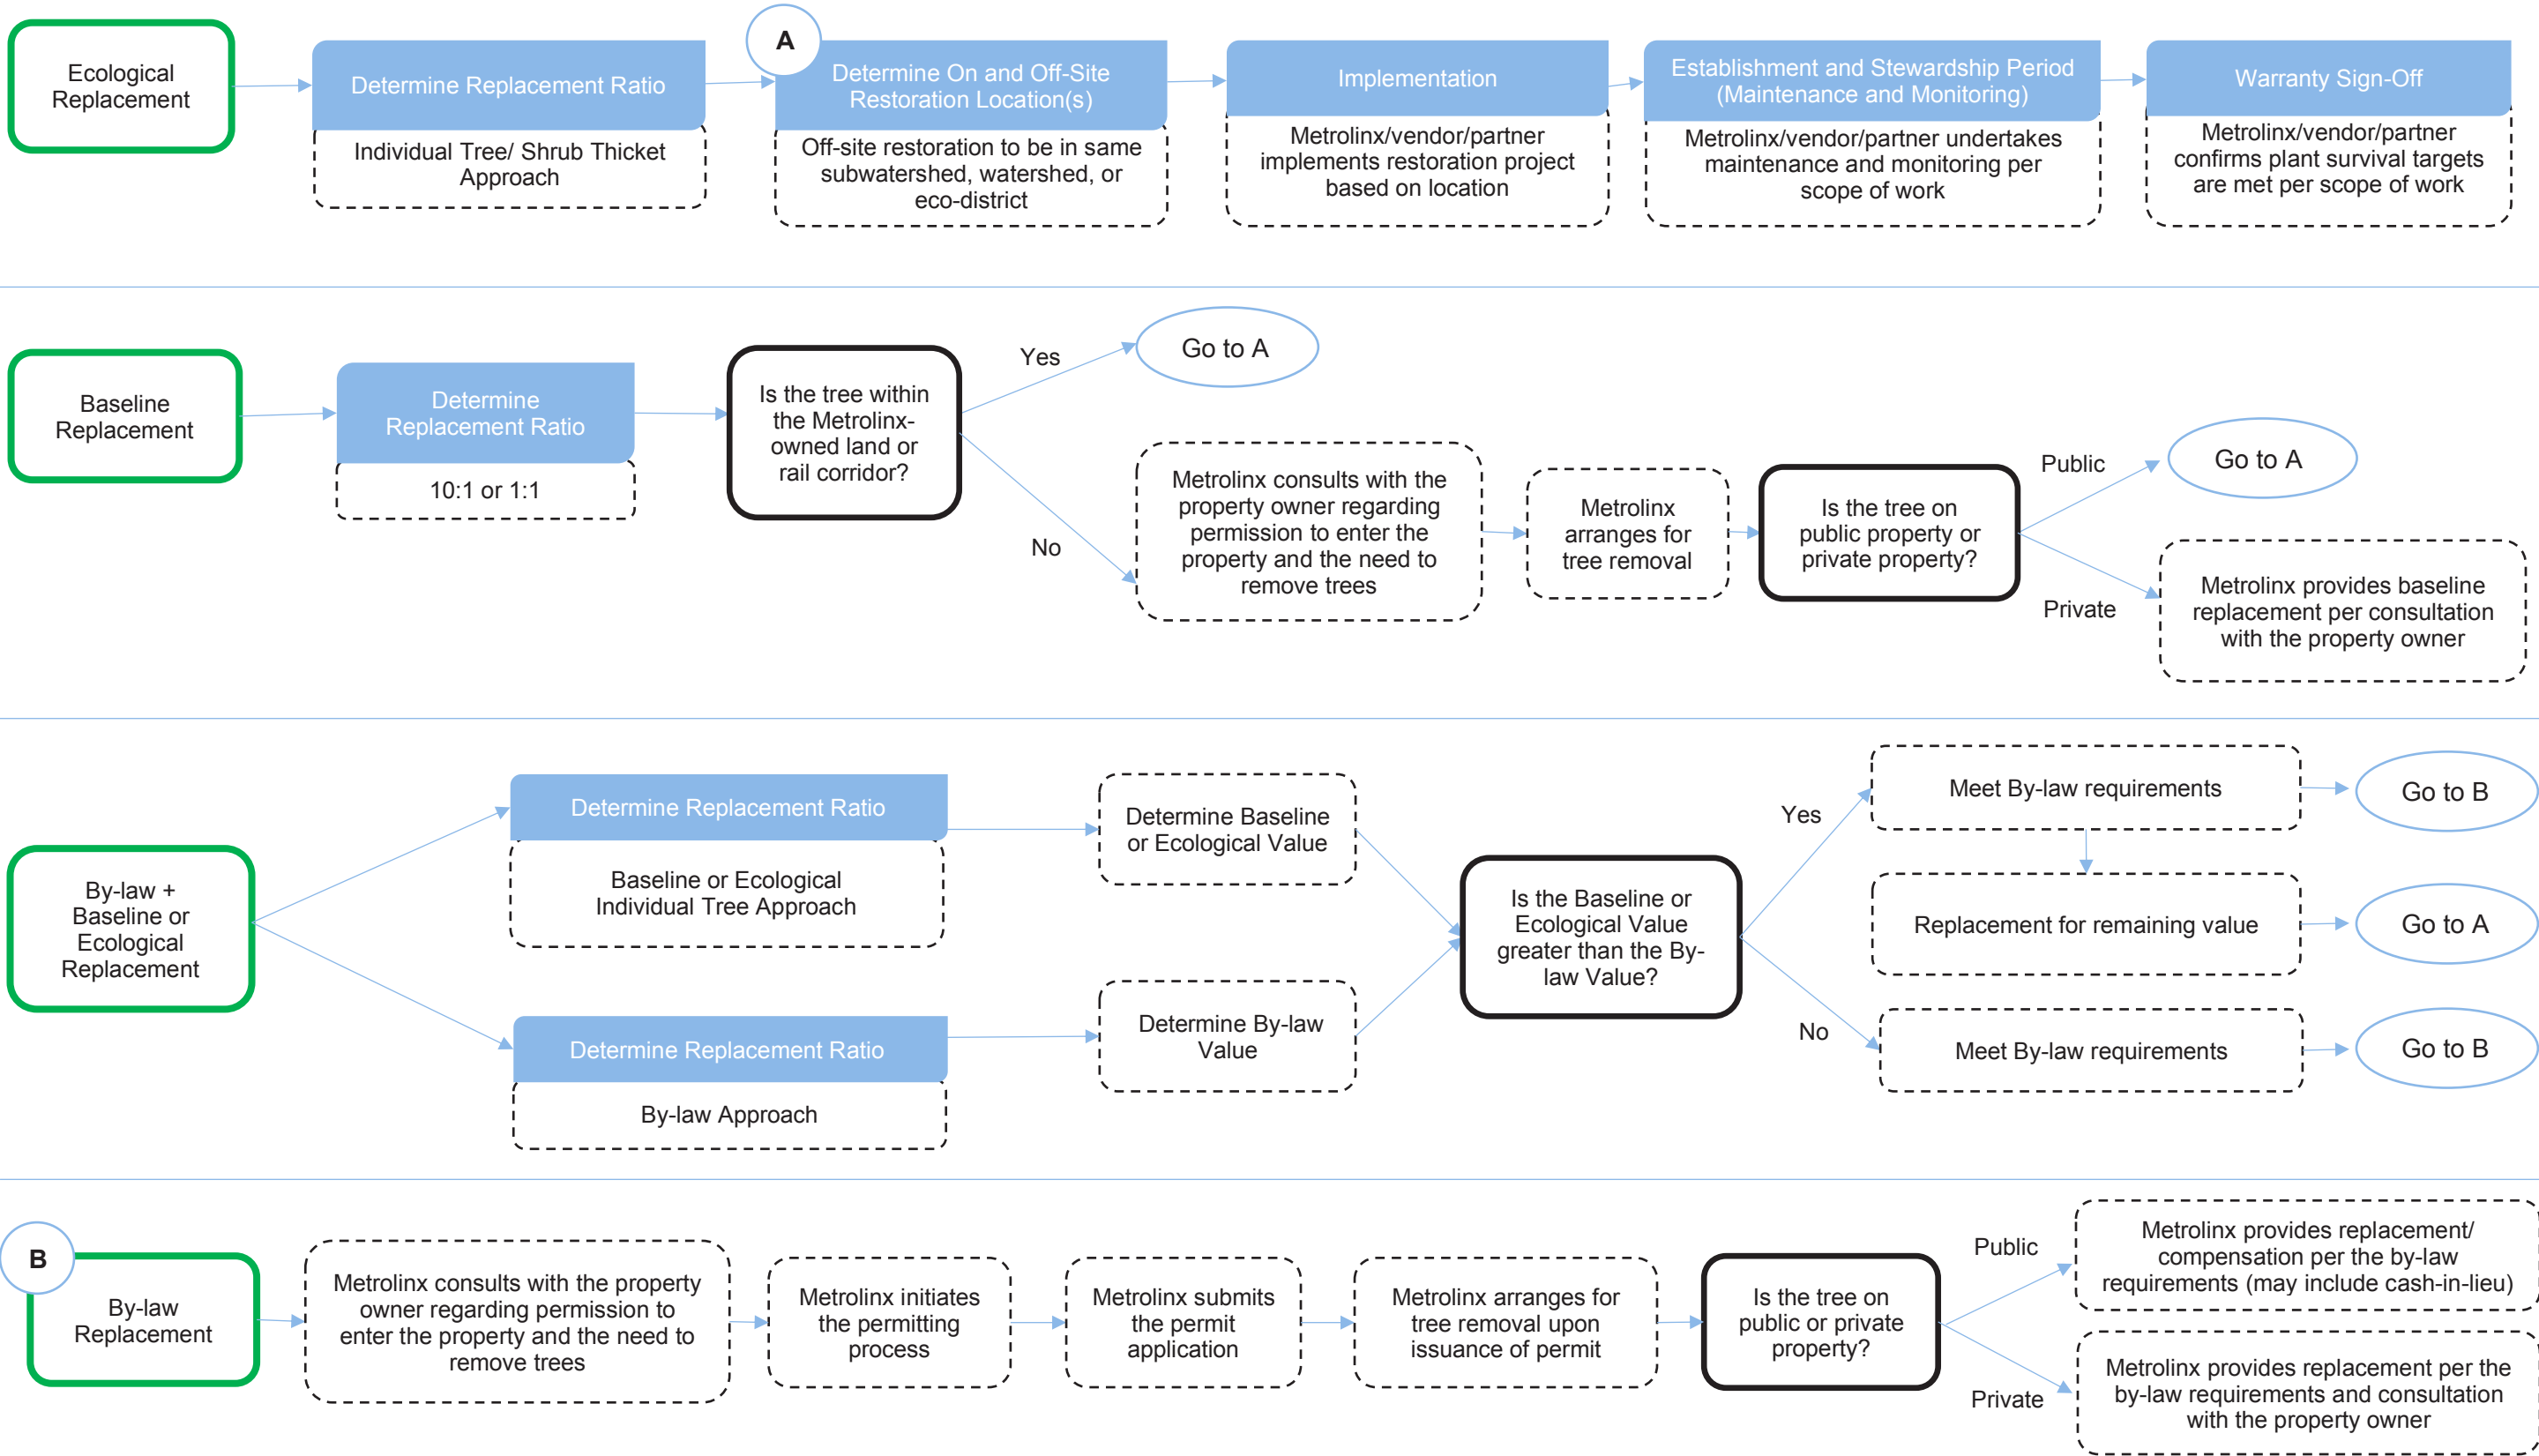 A
Ecological
Replacement
Determine Replacement Ratio
Individual Tree/ Shrub Thicket
Approach
Determine On and Off-Site
Restoration Location(s)
Off-site restoration to be in same
subwatershed, watershed, or
eco-district
Implementation
Metrolinx/vendor/partner
implements restoration project
based on location
Establishment and Stewardship Period
(Maintenance and Monitoring)
Metrolinx/vendor/partner undertakes
maintenance and monitoring per
scope of work
Warranty Sign-Off
Metrolinx/vendor/partner
confirms plant survival targets
are met per scope of work
Baseline
Replacement
Determine
Replacement Ratio
10:1 or 1:1
Is the tree within
the Metrolinx-
owned land or
rail corridor?
Yes
Go to A
No
Metrolinx consults with the
property owner regarding
permission to enter the
property and the need to
remove trees
Metrolinx
arranges for
tree removal
Is the tree on
public property or
private property?
Public
Go to A
Private
Metrolinx provides baseline
replacement per consultation
with the property owner
By-law +
Baseline or
Ecological
Replacement
Determine Replacement Ratio
Baseline or Ecological
Individual Tree Approach
Determine Baseline
or Ecological Value
Determine Replacement Ratio
By-law Approach
Determine By-law
Value
Is the Baseline or
Ecological Value
greater than the By-
law Value?
Yes
Meet By-law requirements
Go to B
Replacement for remaining value
Go to A
No
Meet By-law requirements
Go to B
B
By-law
Replacement
Metrolinx consults with the property
owner regarding permission to
enter the property and the need to
remove trees
Metrolinx initiates
the permitting
process
Metrolinx submits
the permit
application
Metrolinx arranges for
tree removal upon
issuance of permit
Is the tree on
public or private
property?
Public
Metrolinx provides replacement/
compensation per the by-law
requirements (may include cash-in-lieu)
Private
Metrolinx provides replacement per the
by-law requirements and consultation
with the property owner